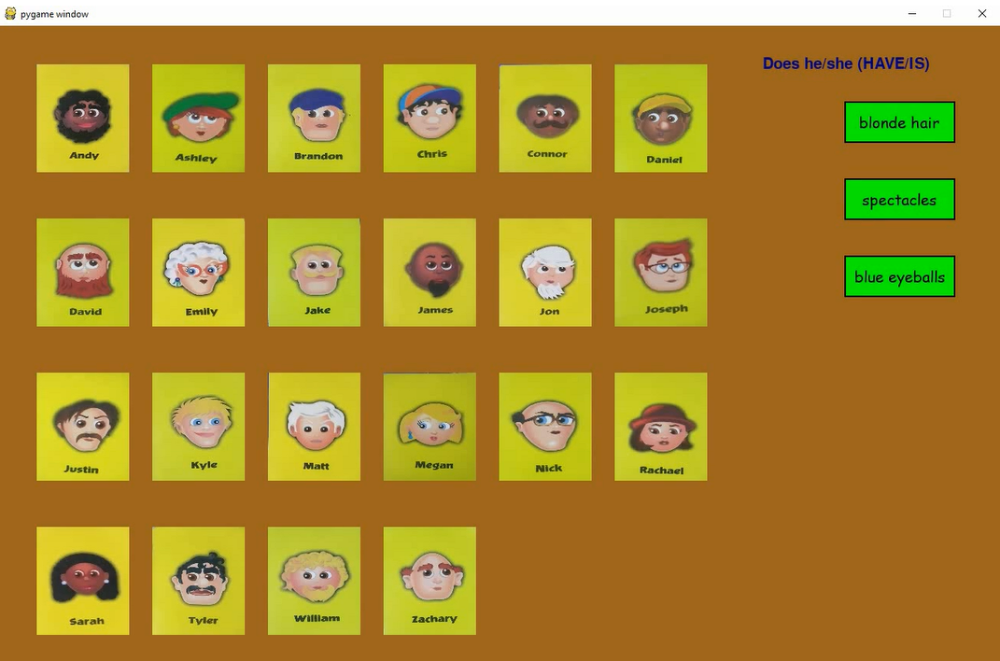 pygame window
Does he/she (HAVE/IS)
blonde hair
spectacles
blue eyeballs
Andy
Ashley
Brandon
Chris
Connor
Daniel
David
Emily
Jake
James
Jon
Joseph
Justin
Kyle
Matt
Megan
Nick
Rachael
Sarah
Tyler
William
Zachary